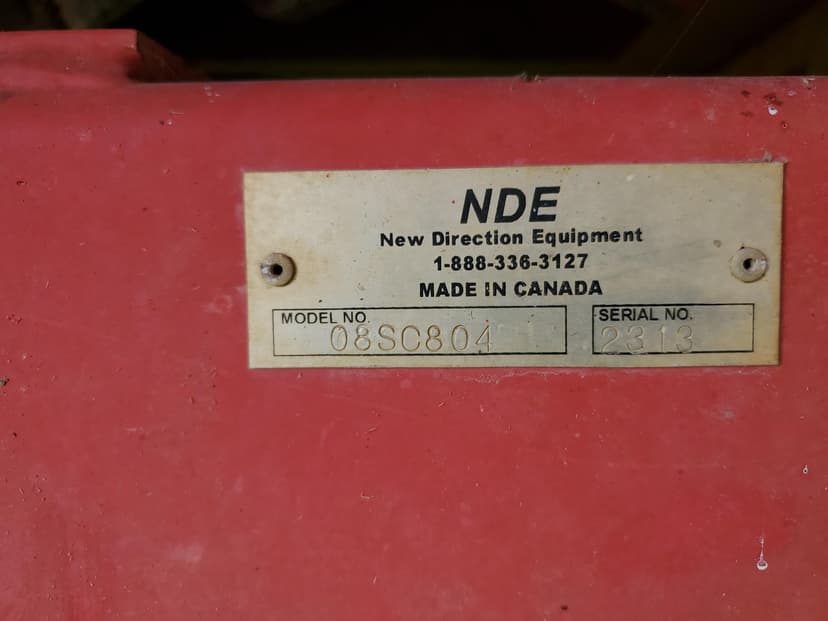 NDE
New Direction Equipment
1-888-336-3127
MADE IN CANADA
MODEL NO. 08SC804
SERIAL NO. 2313